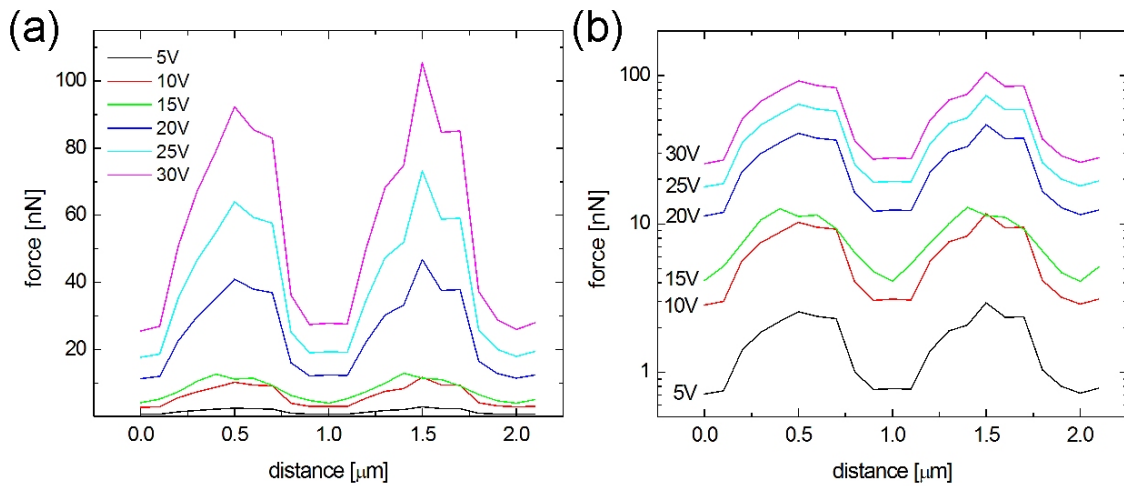 (a)
5V
10V
15V
20V
25V
30V
100
80
60
40
20
force [nN]
0.0 0.5 1.0 1.5 2.0
distance [μm]
(b)
100
10
1
force [nN]
30V
25V
20V
15V
10V
5V
0.0 0.5 1.0 1.5 2.0
distance [μm]